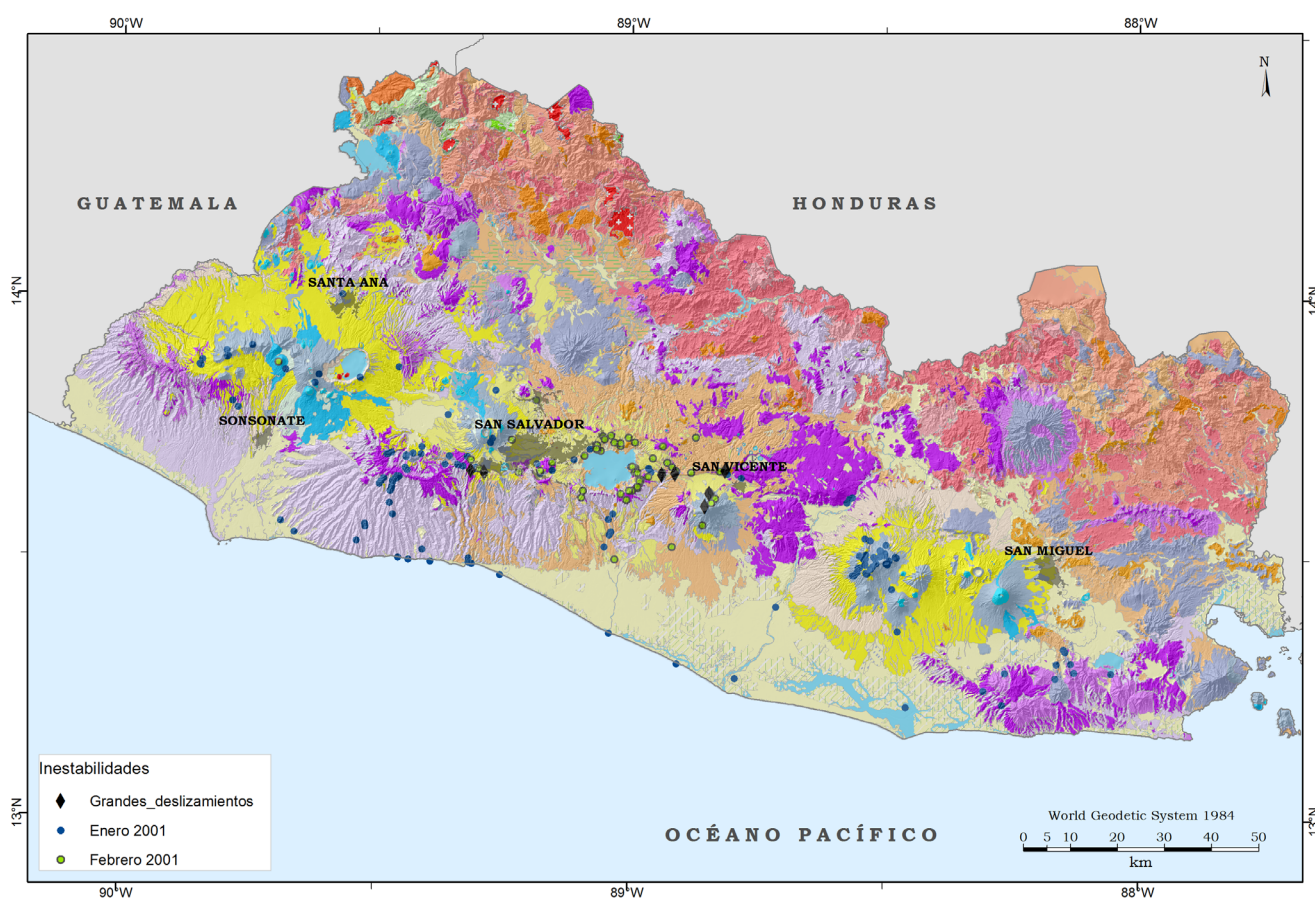 90°W 89°W 88°W
N
GUATEMALA HONDURAS
14°N 14°N
SANTA ANA
SONSONATE
SAN SALVADOR
SAN VICENTE
SAN MIGUEL
Inestabilidades
Grandes_deslizamientos
Enero 2001
Febrero 2001
OCÉANO PACÍFICO
World Geodetic System 1984
0 5 10 20 30 40 50
km
13°N 13°N
90°W 89°W 88°W